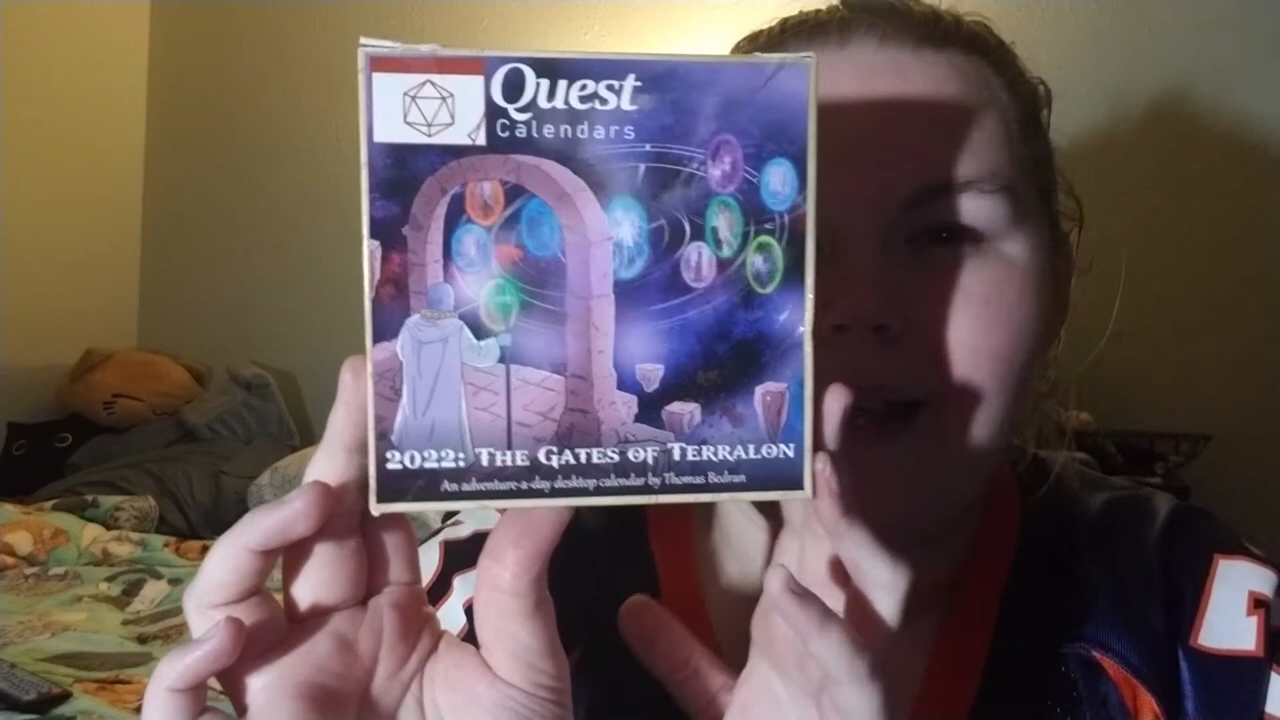 Quest
Calendars
2022: The Gates of Terralon
An adventure-a-day desktop calendar by Thomas Bedran